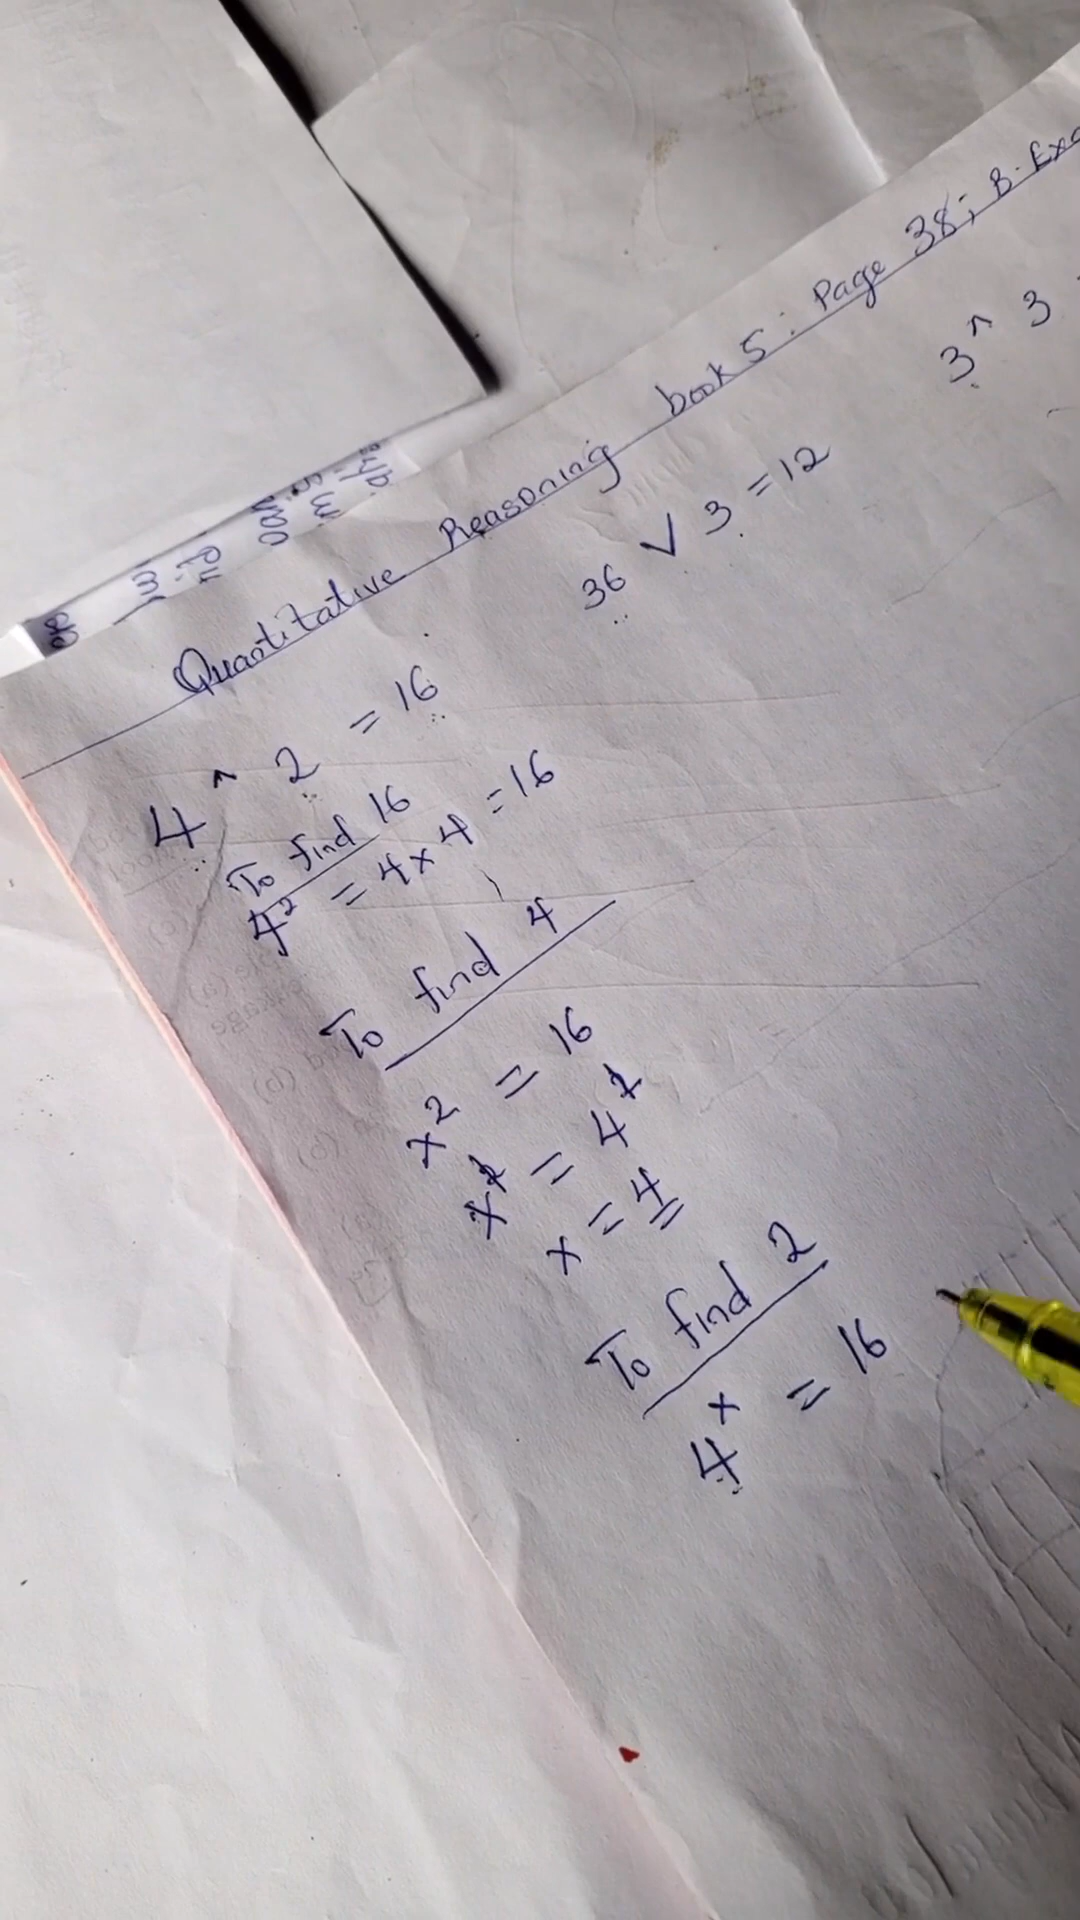 Quantitative Reasoning book 5: Page 38; B. Exa
4 ^ 2 = 16
36 V 3 = 12
3 ^ 3
To find 16
4² = 4 x 4 = 16
To find 4
x² = 16
x² = 4²
x = 4
To find 2
4ˣ = 16